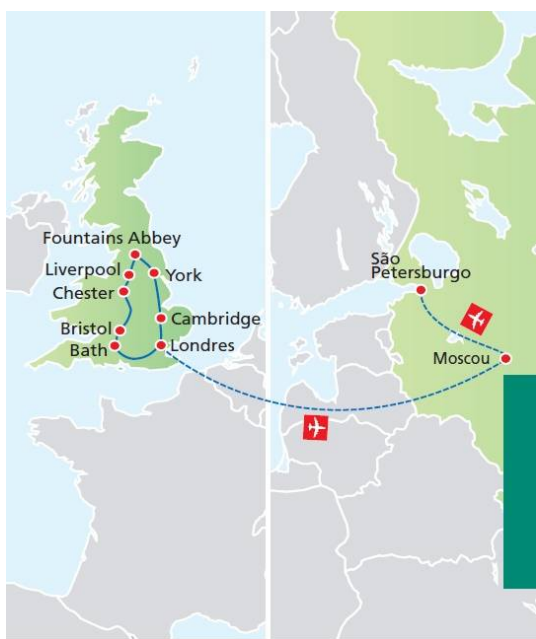 Fountains Abbey
Liverpool
York
Chester
Bristol
Cambridge
Bath
Londres
São
Petersburgo
Moscou